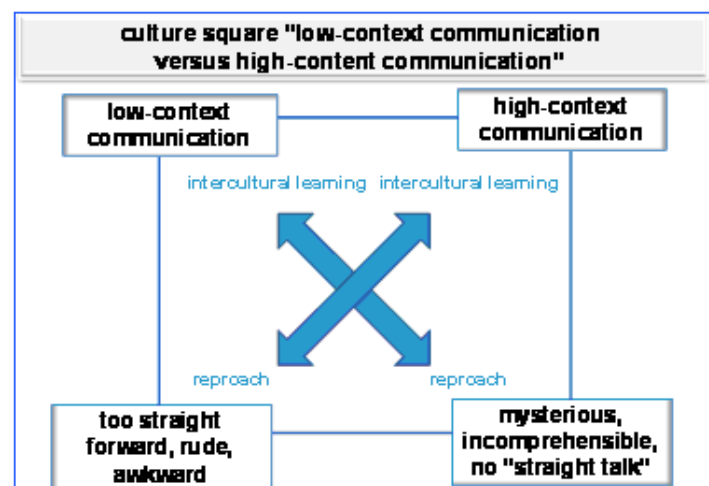 culture square "low-context communication
versus high-content communication"
low-context
communication
high-context
communication
intercultural learning
intercultural learning
reproach
reproach
too straight
forward, rude,
awkward
mysterious,
incomprehensible,
no "straight talk"